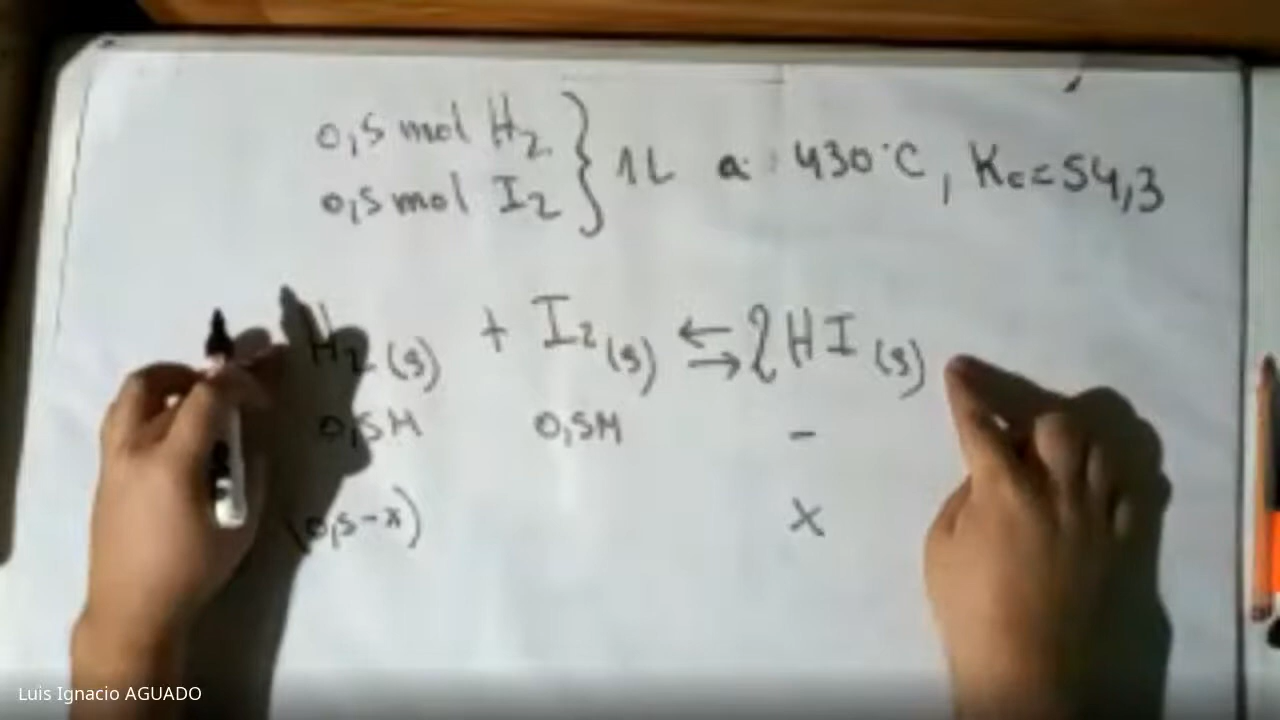 0,5 mol H2
0,5 mol I2 } 1L a 430°C, Kc=54,3
H2(g) + I2(g) ⇆ 2HI(g)
0,5M 0,5M -
(0,5-x) x
Luis Ignacio AGUADO